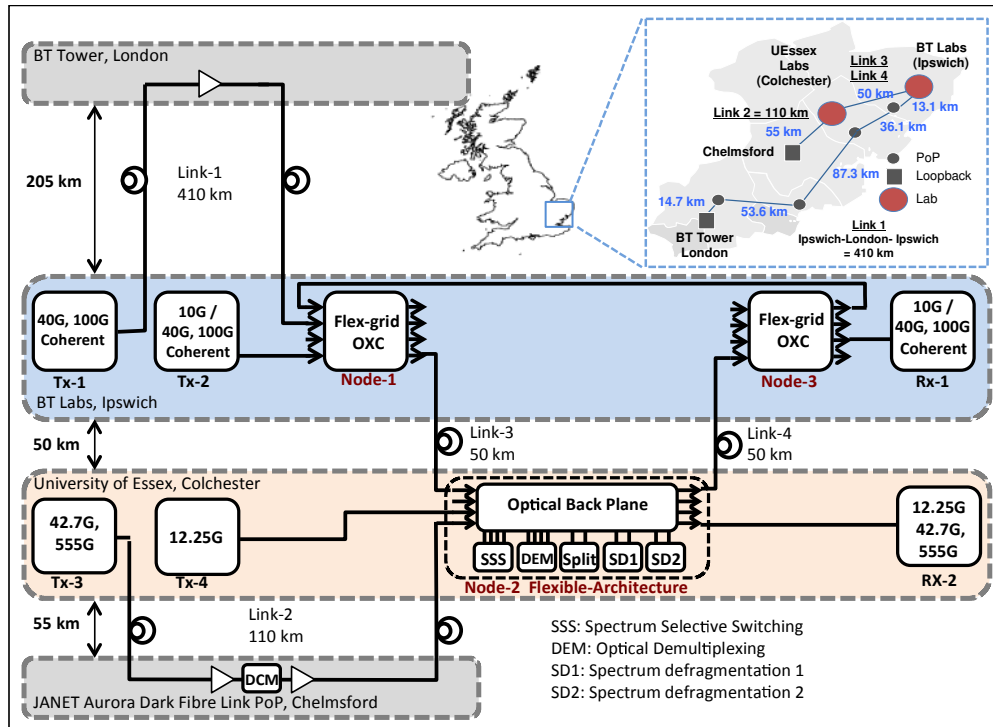 BT Tower, London
205 km
Link-1
410 km
UEssex
Labs
(Colchester)
Link 3
Link 4
BT Labs
(Ipswich)
50 km
13.1 km
Link 2 = 110 km
55 km
36.1 km
Chelmsford
87.3 km
PoP
Loopback
Lab
14.7 km
53.6 km
BT Tower
London
Link 1
Ipswich-London- Ipswich
= 410 km
40G, 100G
Coherent
Tx-1
10G /
40G, 100G
Coherent
Tx-2
Flex-grid
OXC
Node-1
Flex-grid
OXC
Node-3
10G /
40G, 100G
Coherent
Rx-1
BT Labs, Ipswich
50 km
Link-3
50 km
Link-4
50 km
University of Essex, Colchester
42.7G,
555G
Tx-3
12.25G
Tx-4
Optical Back Plane
SSS
DEM
Split
SD1
SD2
Node-2 Flexible-Architecture
12.25G
42.7G,
555G
RX-2
55 km
Link-2
110 km
DCM
JANET Aurora Dark Fibre Link PoP, Chelmsford
SSS: Spectrum Selective Switching
DEM: Optical Demultiplexing
SD1: Spectrum defragmentation 1
SD2: Spectrum defragmentation 2